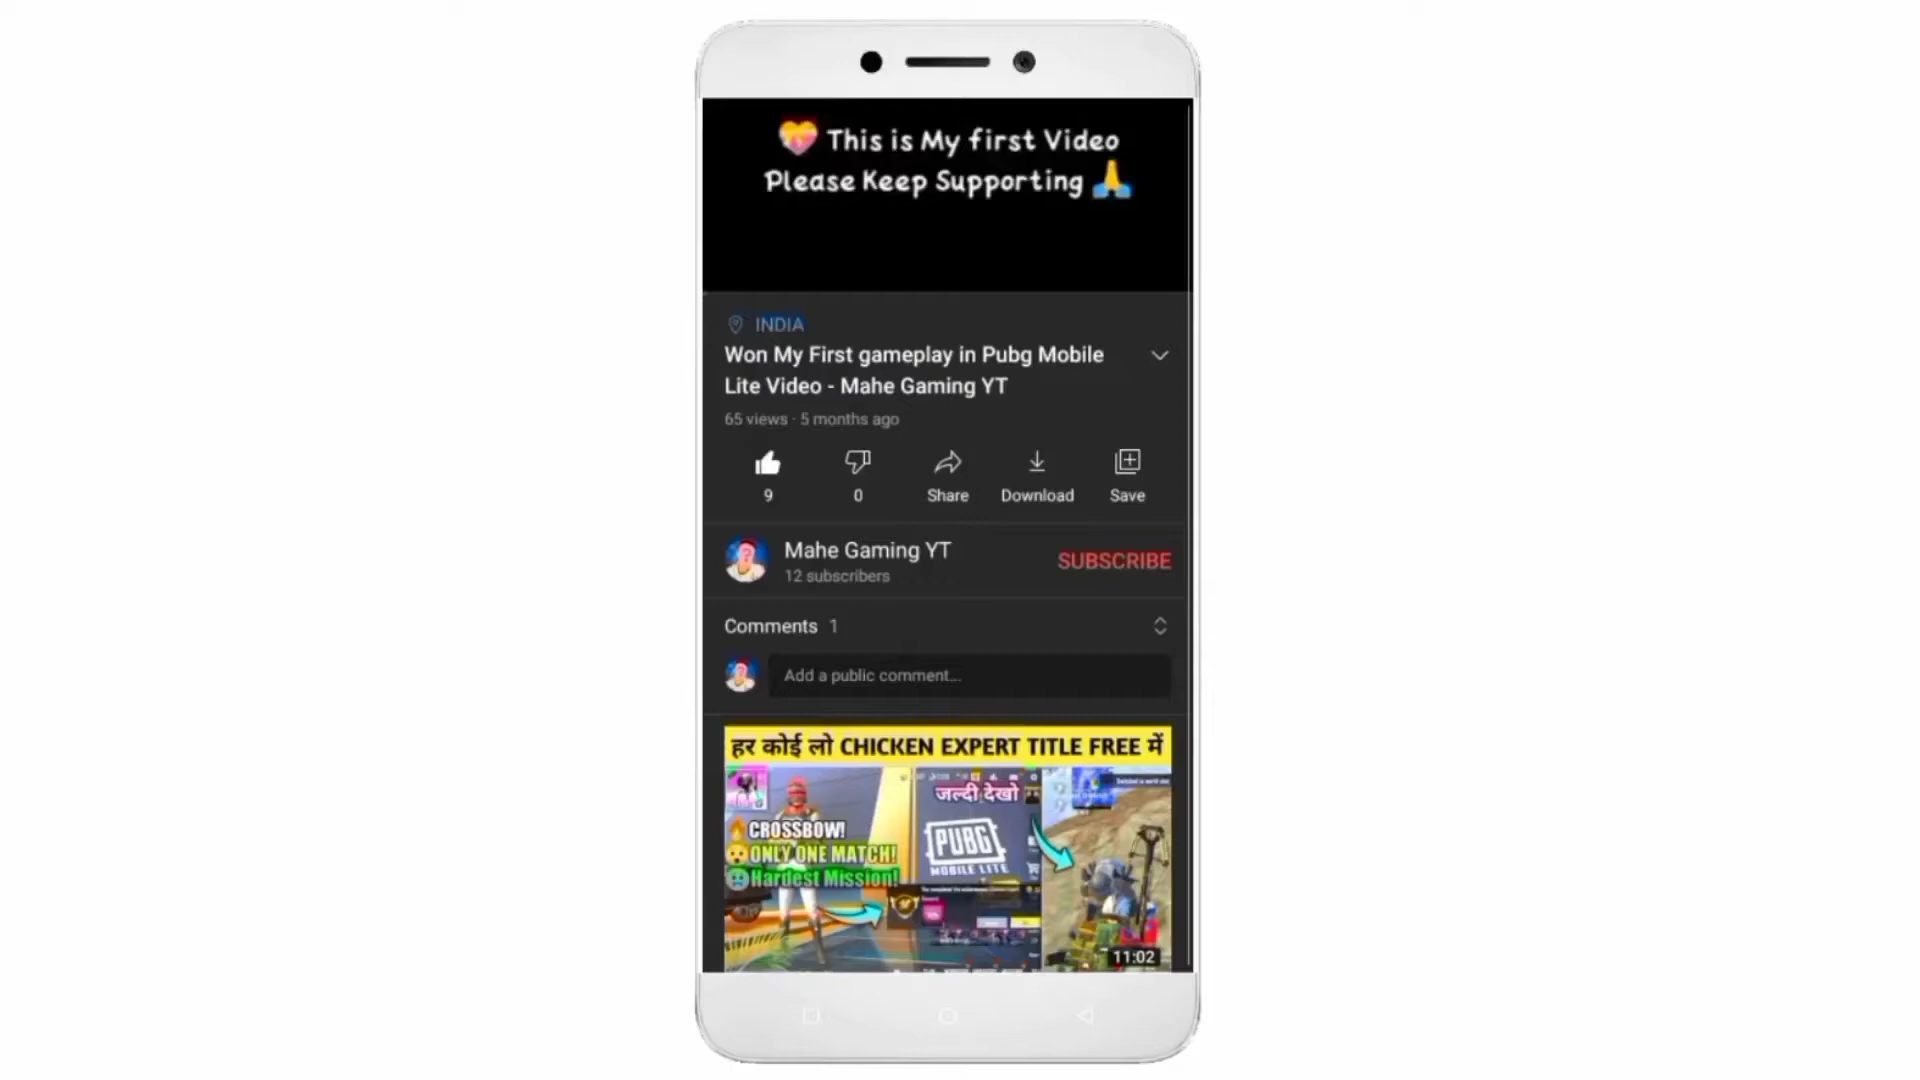 This is My first Video
Please Keep Supporting
INDIA
Won My First gameplay in Pubg Mobile
Lite Video - Mahe Gaming YT
65 views · 5 months ago
9
0
Share
Download
Save
Mahe Gaming YT
12 subscribers
SUBSCRIBE
Comments 1
Add a public comment...
हर कोई लो CHICKEN EXPERT TITLE FREE में
जल्दी देखो
CROSSBOW!
ONLY ONE MATCH!
Hardest Mission!
PUBG
MOBILE LITE
11:02